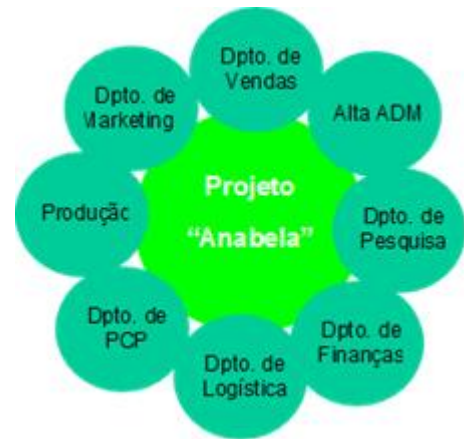 Dpto. de
Vendas
Alta ADM
Dpto. de
Pesquisa
Dpto. de
Finanças
Dpto. de
Logística
Dpto. de
PCP
Produção
Dpto. de
Marketing
Projeto
“Anabela”